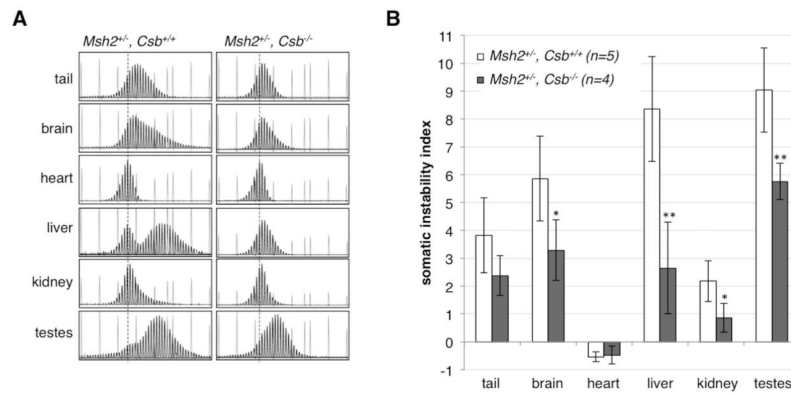 A
Msh2+/-, Csb+/+
Msh2+/-, Csb-/-
tail
brain
heart
liver
kidney
testes
B
somatic instability index
11
10
9
8
7
6
5
4
3
2
1
0
-1
Msh2+/-, Csb+/+ (n=5)
Msh2+/-, Csb-/- (n=4)
*
**
*
**
tail
brain
heart
liver
kidney
testes